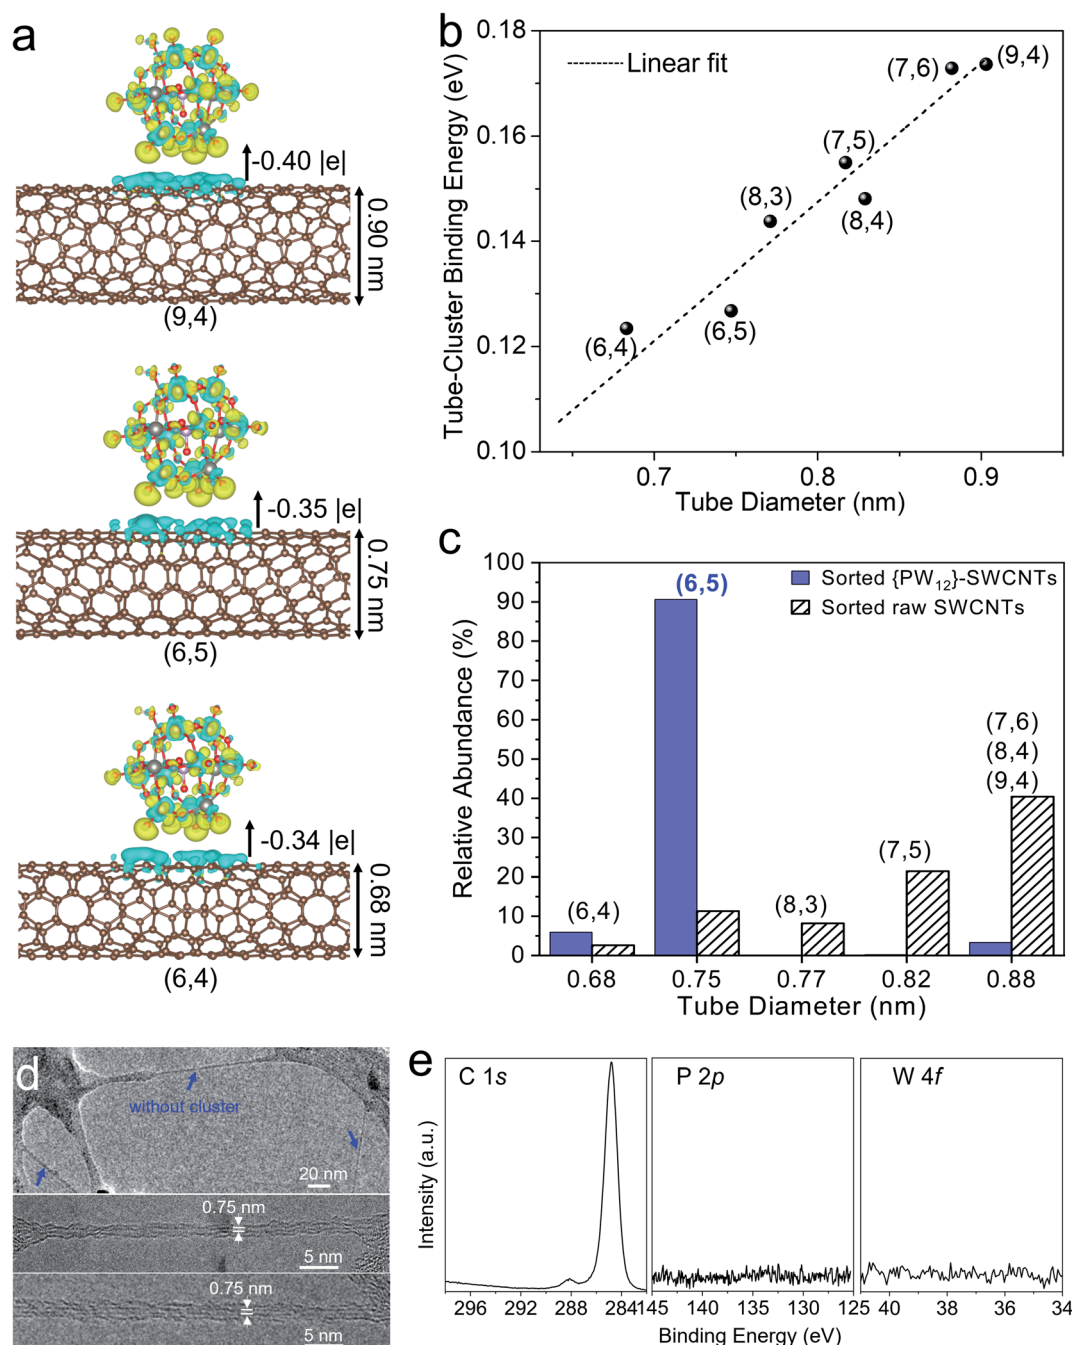 a
-0.40 |e|
0.90 nm
(9,4)
-0.35 |e|
0.75 nm
(6,5)
-0.34 |e|
0.68 nm
(6,4)
b
Tube-Cluster Binding Energy (eV)
0.18
0.16
0.14
0.12
0.10
Linear fit
(7,6)
(9,4)
(7,5)
(8,3)
(8,4)
(6,4)
(6,5)
0.7 0.8 0.9
Tube Diameter (nm)
c
Relative Abundance (%)
100
90
80
70
60
50
40
30
20
10
0
(6,5)
Sorted {PW12}-SWCNTs
Sorted raw SWCNTs
(7,6)
(8,4)
(9,4)
(7,5)
(6,4)
(8,3)
0.68 0.75 0.77 0.82 0.88
Tube Diameter (nm)
d
without cluster
20 nm
0.75 nm
5 nm
0.75 nm
5 nm
e
C 1s
P 2p
W 4f
Intensity (a.u.)
296 292 288 284 145 140 135 130 125 40 38 36 34
Binding Energy (eV)